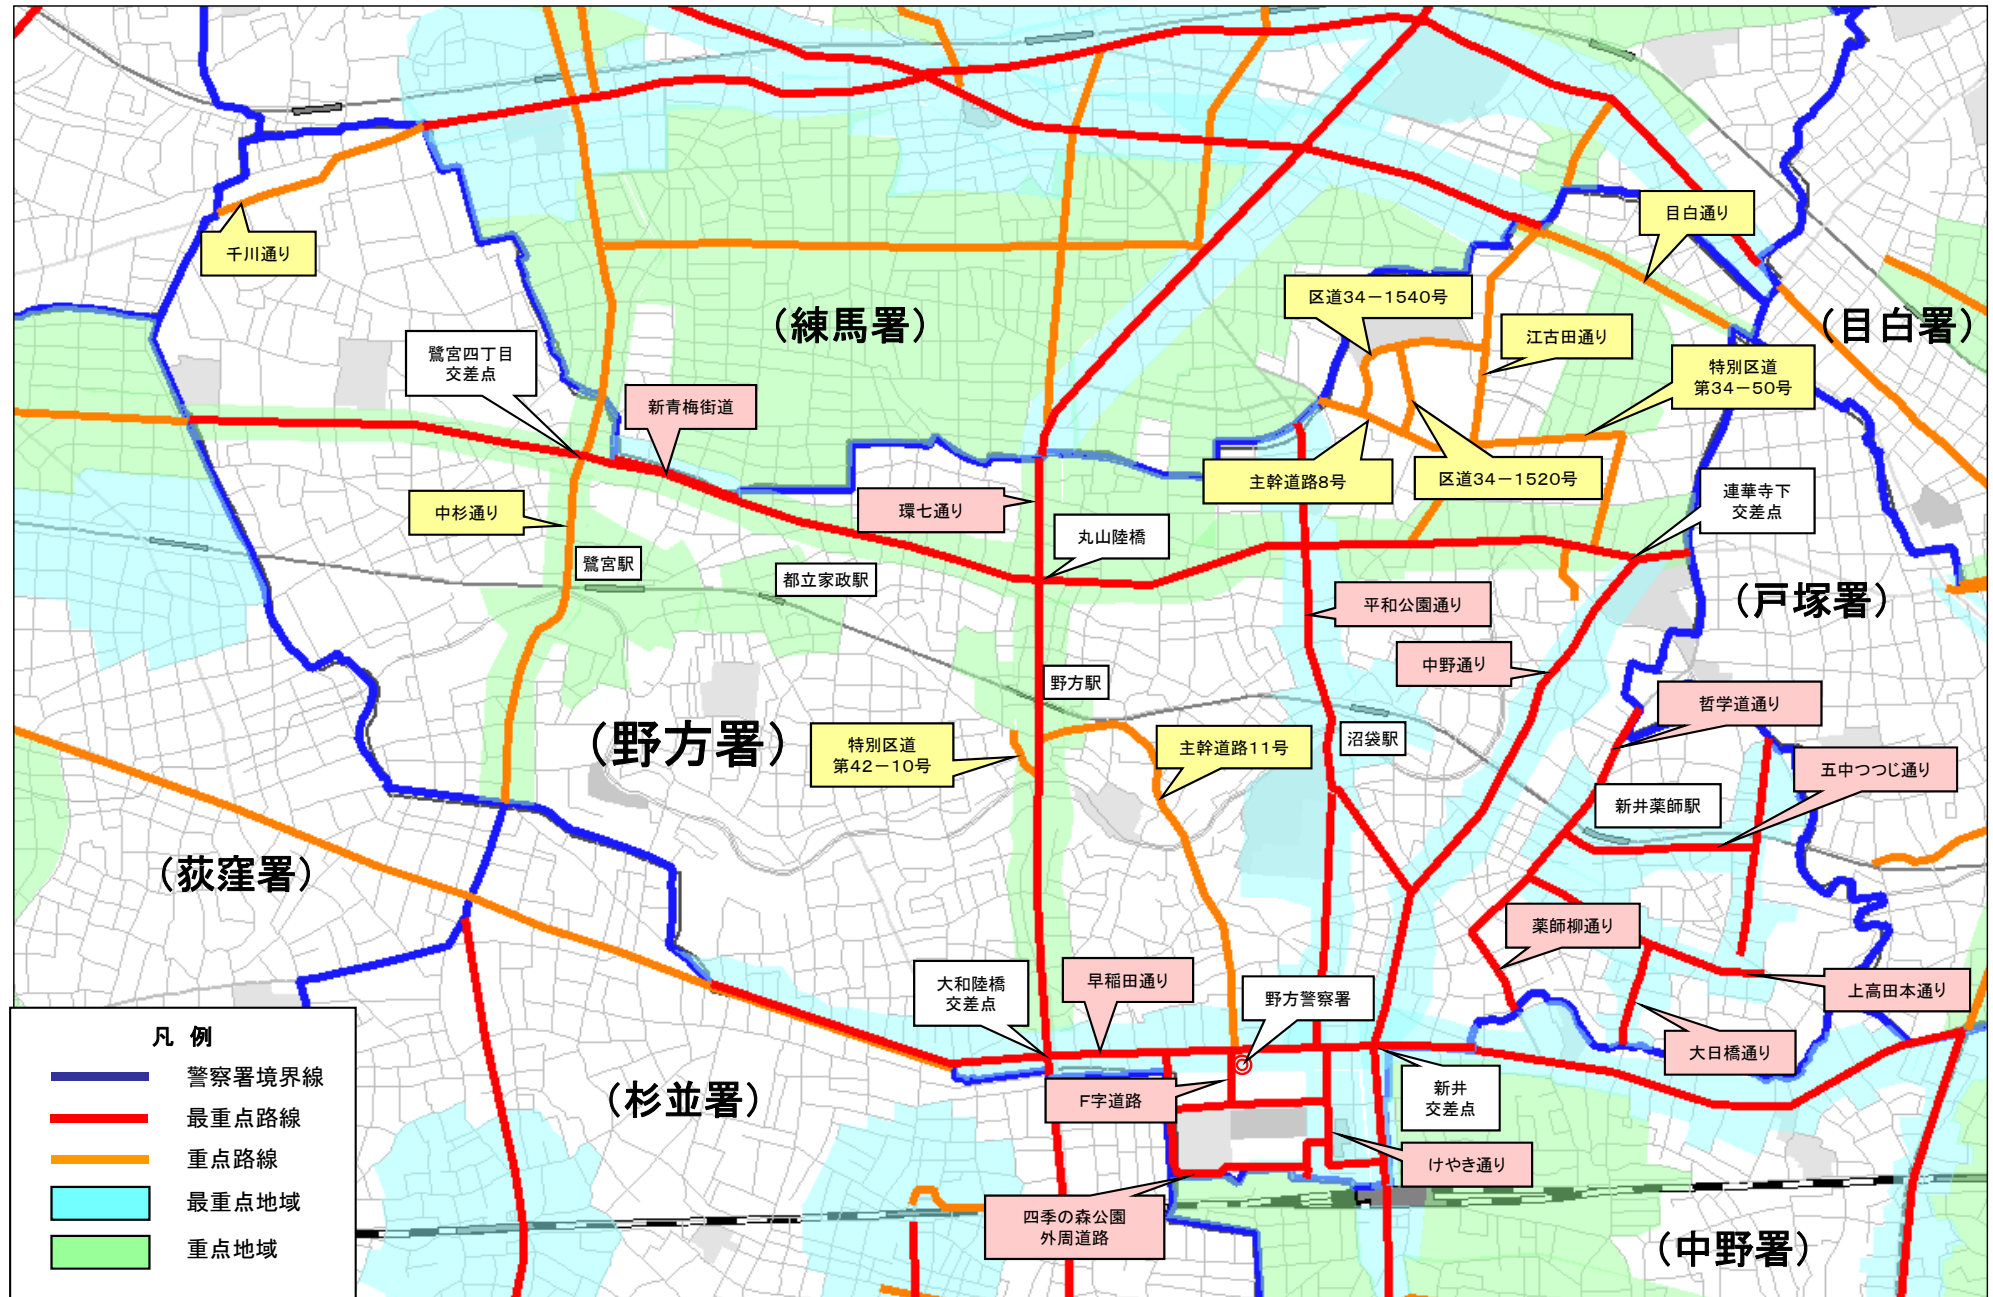 目白通り
千川通り
（練馬署）
区道34－1540号
（目白署）
江古田通り
鷺宮四丁目
交差点
特別区道
第34－50号
新青梅街道
主幹道路8号
区道34－1520号
連華寺下
交差点
中杉通り
環七通り
丸山陸橋
鷺宮駅
都立家政駅
平和公園通り
（戸塚署）
中野通り
野方駅
哲学道通り
（野方署）
特別区道
第42－10号
主幹道路11号
沼袋駅
五中つつじ通り
新井薬師駅
（荻窪署）
薬師柳通り
大和陸橋
交差点
早稲田通り
野方警察署
上高田本通り
大日橋通り
（杉並署）
F字道路
新井
交差点
けやき通り
四季の森公園
外周道路
（中野署）
凡 例
警察署境界線
最重点路線
重点路線
最重点地域
重点地域